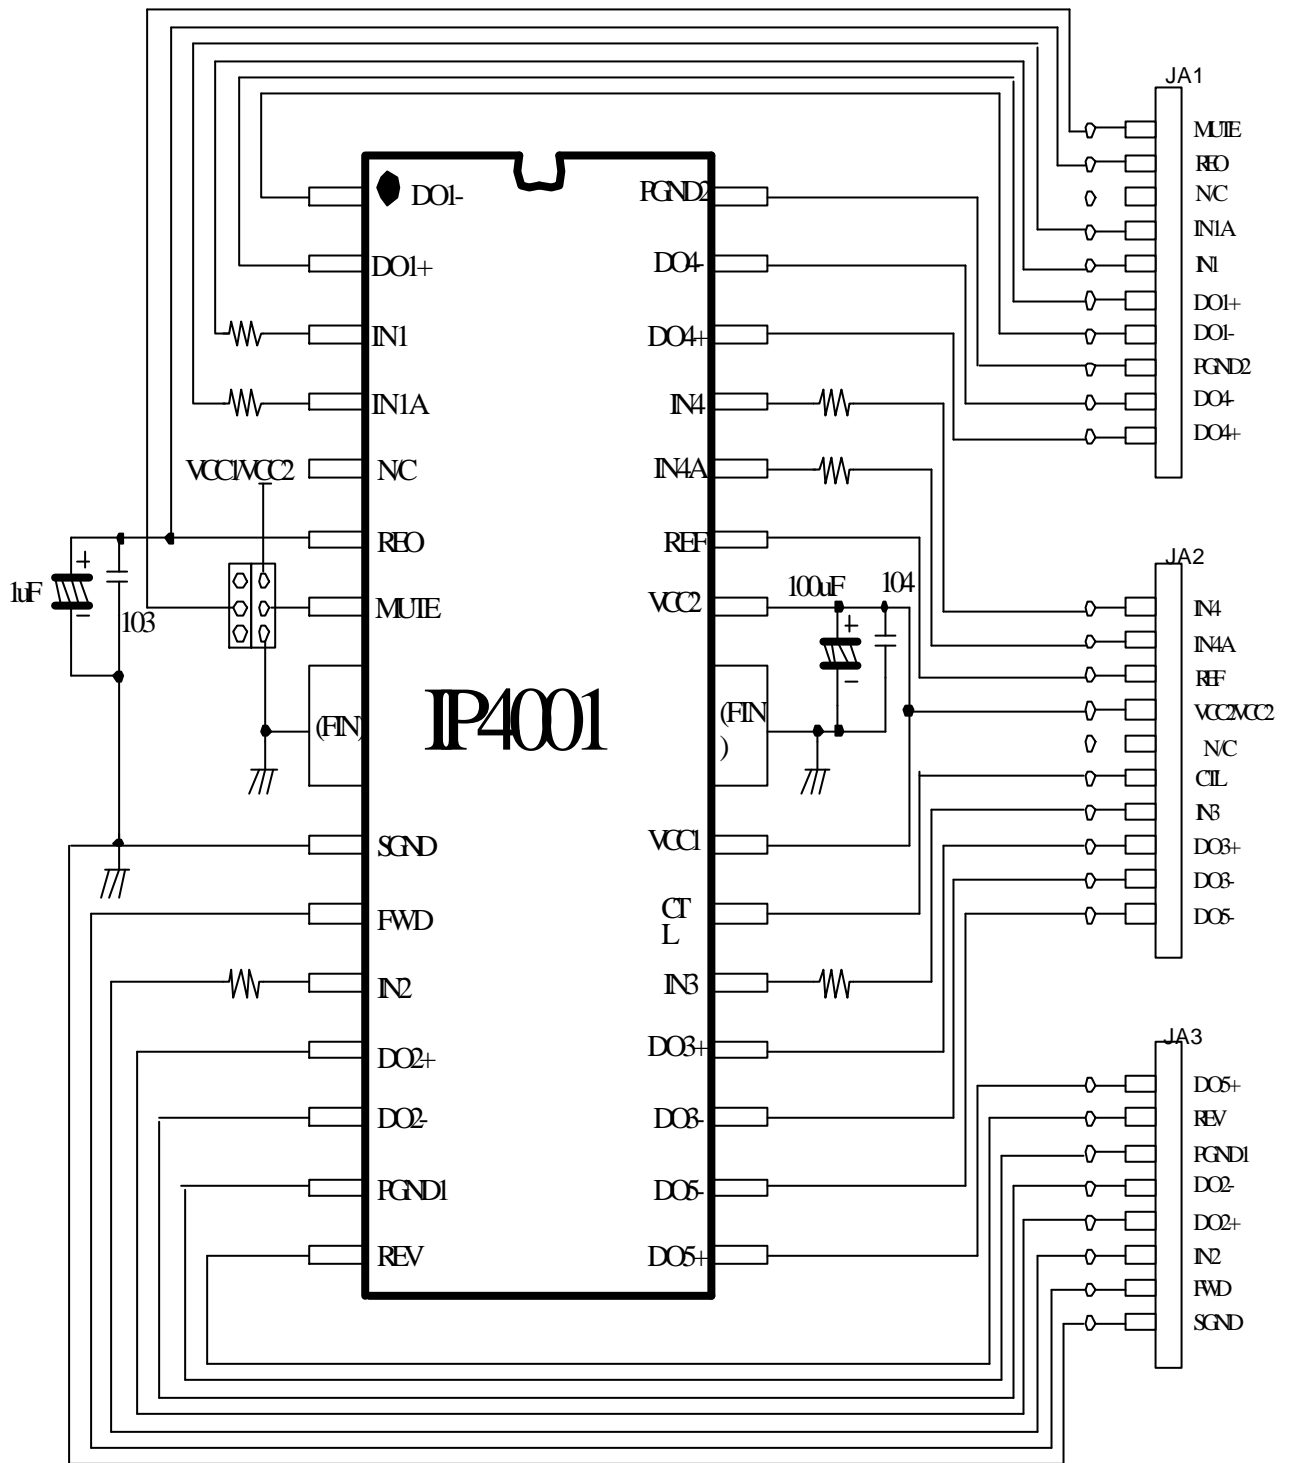 JA1
MUTE
REO
N/C
IN1A
IN1
DO1+
DO1-
PGND2
DO4-
DO4+
DO1-
DO1+
IN1
IN1A
N/C
REO
MUTE
(FIN)
SGND
FWD
IN2
DO2+
DO2-
PGND1
REV
PGND2
DO4-
DO4+
IN4
IN4A
REF
VCC2
(FIN
)
VCC1
CT
L
IN3
DO3+
DO3-
DO5-
DO5+
IP4001
VCC1/VCC2
1uF
+
-
103
100uF
104
+
-
JA2
IN4
IN4A
REF
VCC2/VCC2
N/C
CTL
IN3
DO3+
DO3-
DO5-
JA3
DO5+
REV
PGND1
DO2-
DO2+
IN2
FWD
SGND